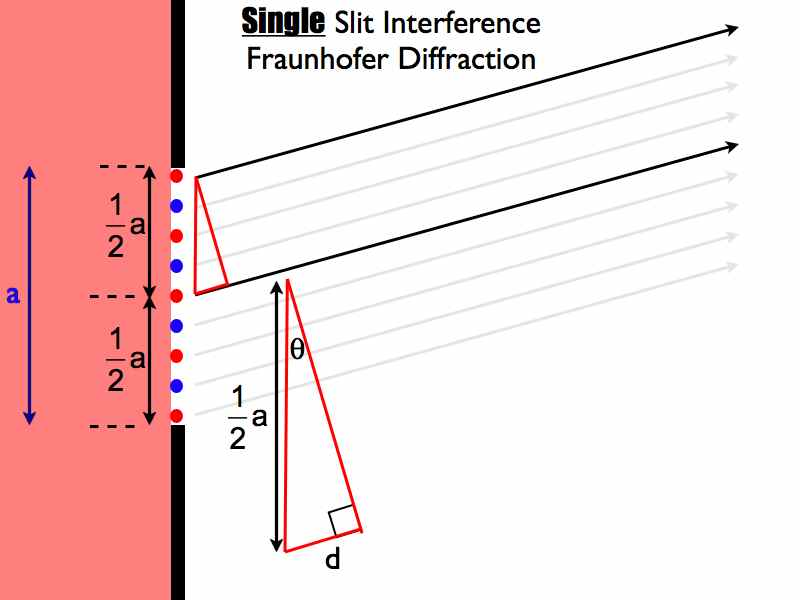 Single Slit Interference
Fraunhofer Diffraction
1
2
a
a
1
2
a
θ
1
2
a
d